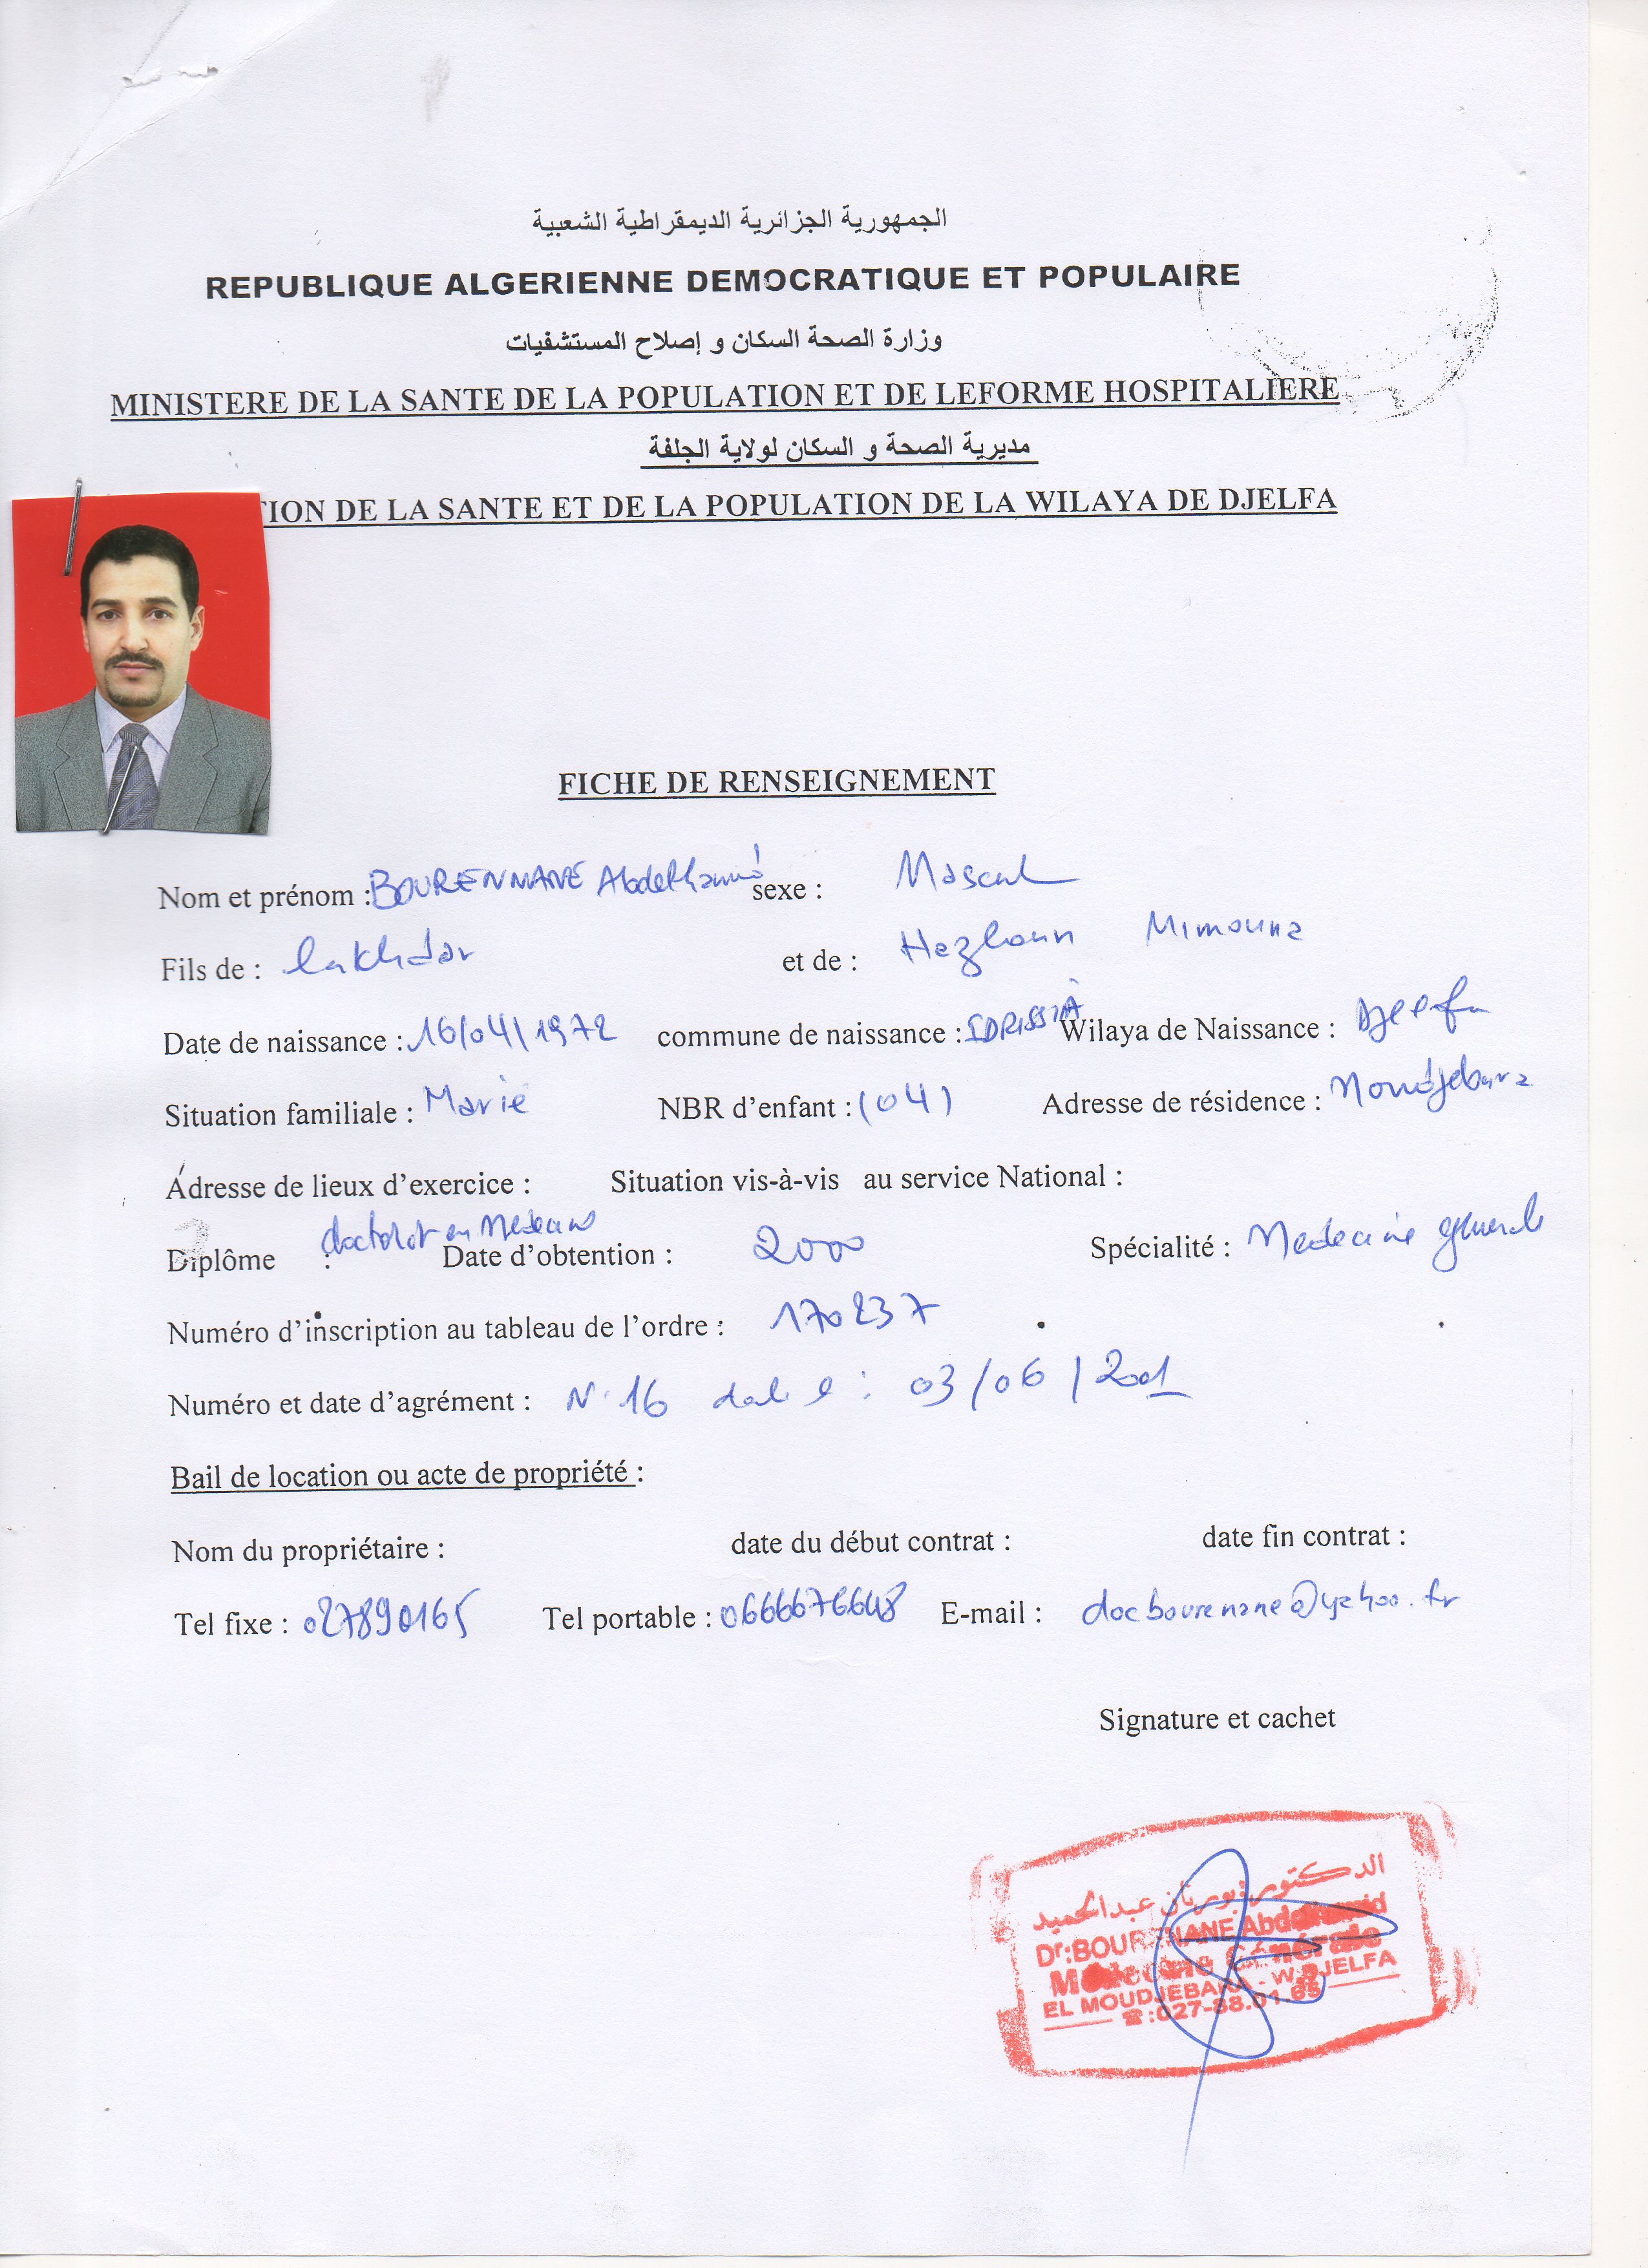 الجمهورية الجزائرية الديمقراطية الشعبية
REPUBLIQUE ALGERIENNE DEMOCRATIQUE ET POPULAIRE
وزارة الصحة السكان و إصلاح المستشفيات
MINISTERE DE LA SANTE DE LA POPULATION ET DE LEFORME HOSPITALIERE
مديرية الصحة و السكان لولاية الجلفة
TION DE LA SANTE ET DE LA POPULATION DE LA WILAYA DE DJELFA
FICHE DE RENSEIGNEMENT
Nom et prénom : BOURENMANE Abdelhamid sexe : Mascul
Fils de : lakhdar et de : Hazhoun Mimouna
Date de naissance : 16/04/1972 commune de naissance : IDRISSIA Wilaya de Naissance : Djelfa
Situation familiale : Marié NBR d’enfant : (04) Adresse de résidence : Moudjebara
Adresse de lieux d’exercice : Situation vis-à-vis au service National :
Diplôme : doctorat en Medecine Date d’obtention : 2000 Spécialité : Medecine generale
Numéro d’inscription au tableau de l’ordre : 170237
Numéro et date d’agrément : N° 16 date : 03/06/2001
Bail de location ou acte de propriété :
Nom du propriétaire : date du début contrat : date fin contrat :
Tel fixe : 027890165 Tel portable : 0666676648 E-mail : docbourenane@yahoo.fr
Signature et cachet
الدكتور: بورنان عبدالحميد
Dr:BOURENANE Abdelhamid
Médecine Générale
EL MOUDJEBARA - W.DJELFA
☎:027-88.01.65